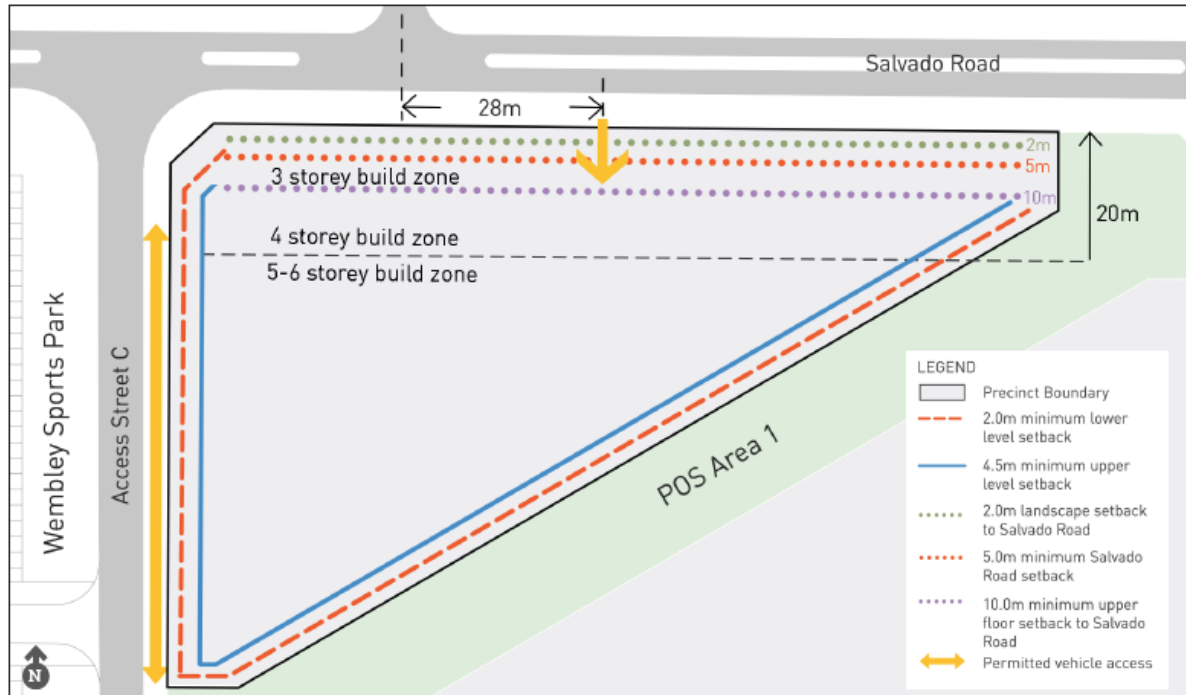 Salvado Road
28m
2m
5m
3 storey build zone
10m
20m
4 storey build zone
5-6 storey build zone
Wembley Sports Park
Access Street C
POS Area 1
LEGEND
Precinct Boundary
2.0m minimum lower
level setback
4.5m minimum upper
level setback
2.0m landscape setback
to Salvado Road
5.0m minimum Salvado
Road setback
10.0m minimum upper
floor setback to Salvado
Road
Permitted vehicle access
N